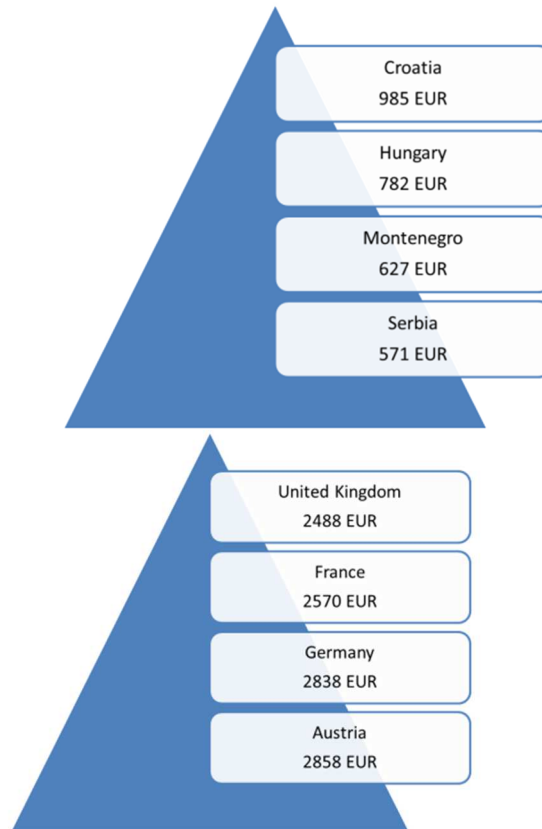 Croatia
985 EUR
Hungary
782 EUR
Montenegro
627 EUR
Serbia
571 EUR
United Kingdom
2488 EUR
France
2570 EUR
Germany
2838 EUR
Austria
2858 EUR